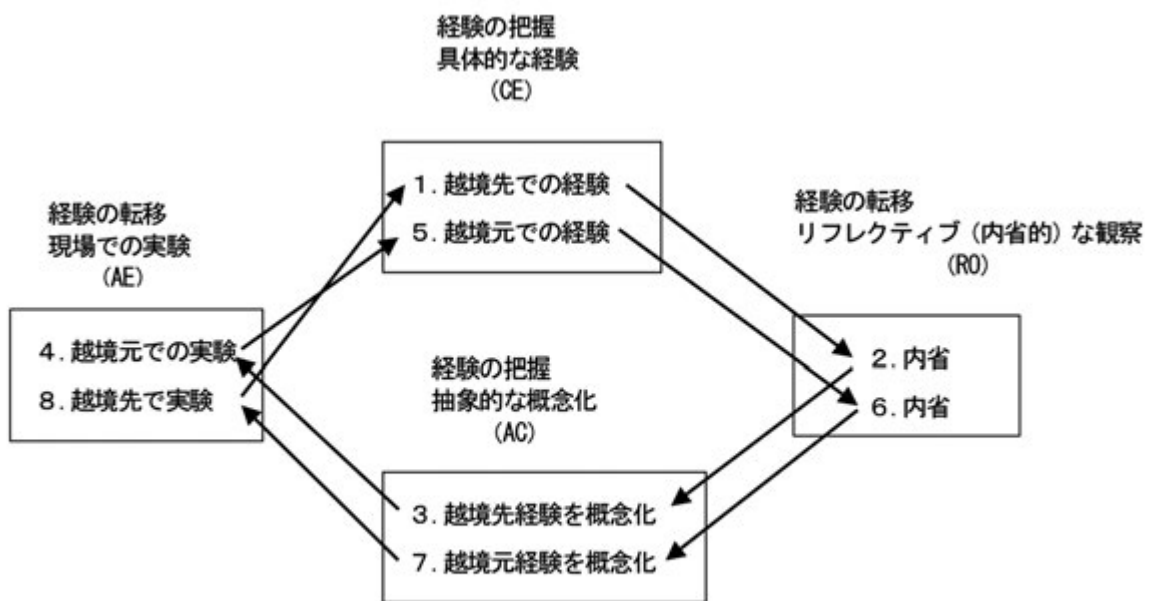 経験の把握
具体的な経験
(CE)
1.越境先での経験
5.越境元での経験
経験の転移
現場での実験
(AE)
経験の転移
リフレクティブ(内省的)な観察
(RO)
4.越境元での実験
8.越境先で実験
2.内省
6.内省
経験の把握
抽象的な概念化
(AC)
3.越境先経験を概念化
7.越境元経験を概念化